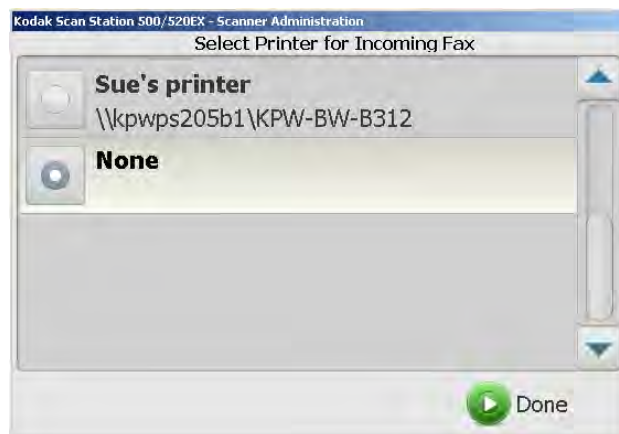 Kodak Scan Station 500/520EX - Scanner Administration
Select Printer for Incoming Fax
Sue's printer
\\kpwps205b1\KPW-BW-B312
None
Done